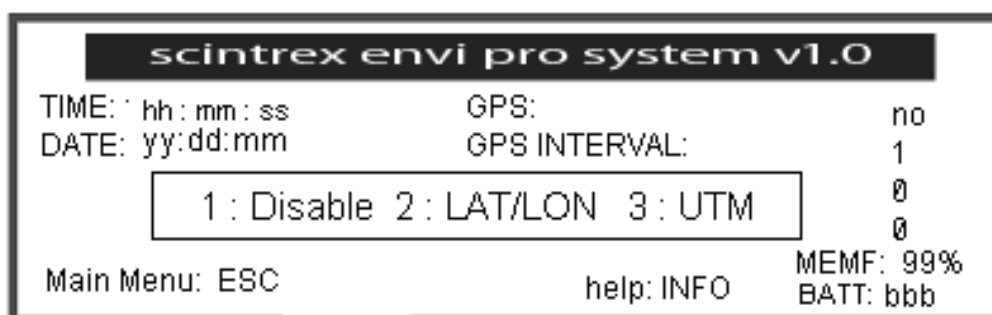 scintrex envi pro system v1.0
TIME: hh : mm : ss GPS: no
DATE: yy:dd:mm GPS INTERVAL: 1
1 : Disable 2 : LAT/LON 3 : UTM 0
0
Main Menu: ESC help: INFO MEMF: 99%
BATT: bbb